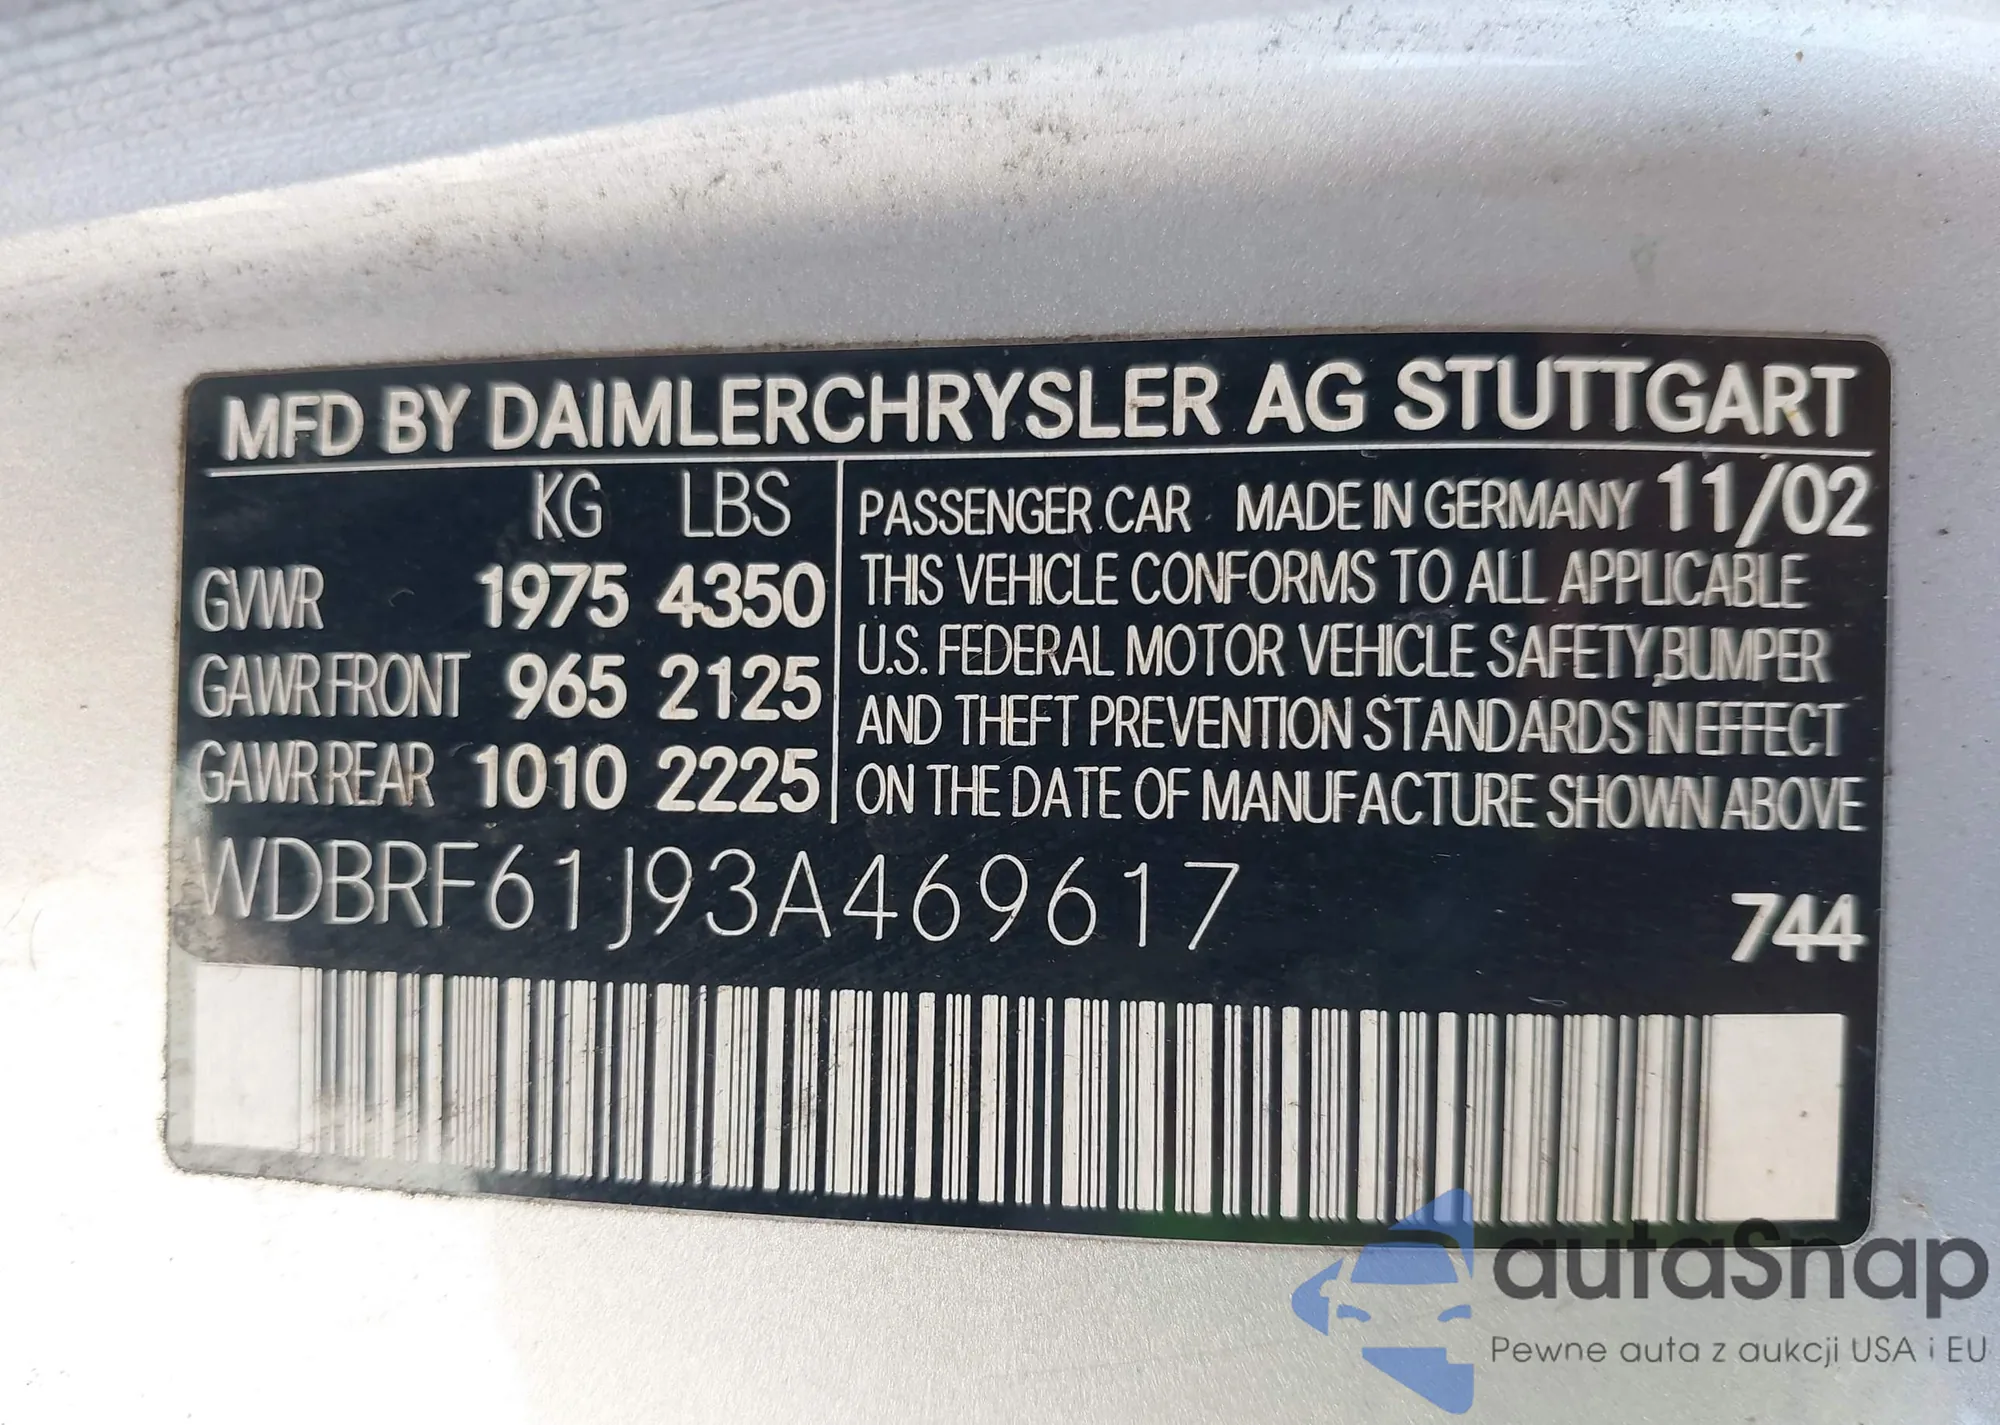 MFD BY DAIMLERCHRYSLER AG STUTTGART
KG LBS
GVWR 1975 4350
GAWR FRONT 965 2125
GAWR REAR 1010 2225
PASSENGER CAR MADE IN GERMANY 11/02
THIS VEHICLE CONFORMS TO ALL APPLICABLE
U.S. FEDERAL MOTOR VEHICLE SAFETY, BUMPER
AND THEFT PREVENTION STANDARDS IN EFFECT
ON THE DATE OF MANUFACTURE SHOWN ABOVE
WDBRF61J93A469617
744
autaSnap
Pewne auta z aukcji USA i EU